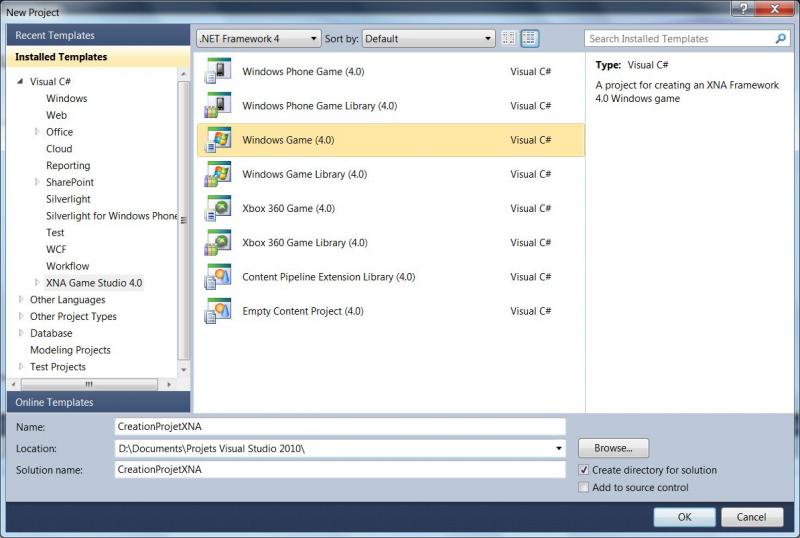 New Project
Recent Templates
Installed Templates
Visual C#
Windows
Web
Office
Cloud
Reporting
SharePoint
Silverlight
Silverlight for Windows Phone
Test
WCF
Workflow
XNA Game Studio 4.0
Other Languages
Other Project Types
Database
Modeling Projects
Test Projects
Online Templates
.NET Framework 4 Sort by: Default
Search Installed Templates
Windows Phone Game (4.0) Visual C#
Windows Phone Game Library (4.0) Visual C#
Windows Game (4.0) Visual C#
Windows Game Library (4.0) Visual C#
Xbox 360 Game (4.0) Visual C#
Xbox 360 Game Library (4.0) Visual C#
Content Pipeline Extension Library (4.0) Visual C#
Empty Content Project (4.0) Visual C#
Type: Visual C#
A project for creating an XNA Framework
4.0 Windows game
Name: CreationProjetXNA
Location: D:\Documents\Projets Visual Studio 2010\ Browse...
Solution name: CreationProjetXNA
Create directory for solution
Add to source control
OK Cancel